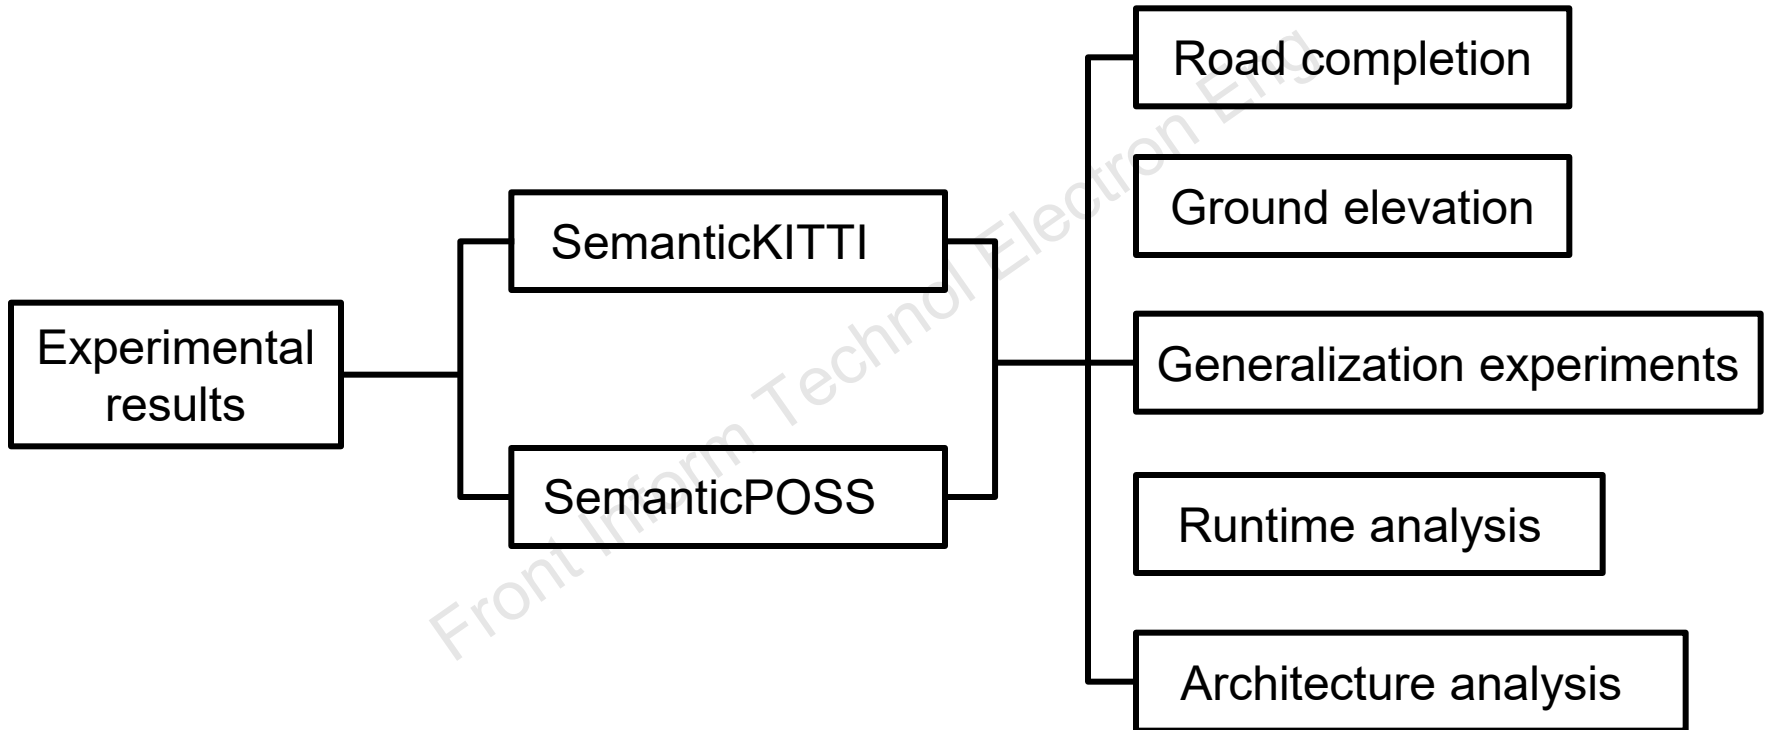 Experimental
results
SemanticKITTI
SemanticPOSS
Road completion
Ground elevation
Generalization experiments
Runtime analysis
Architecture analysis
Front Inform Technol Electron Eng